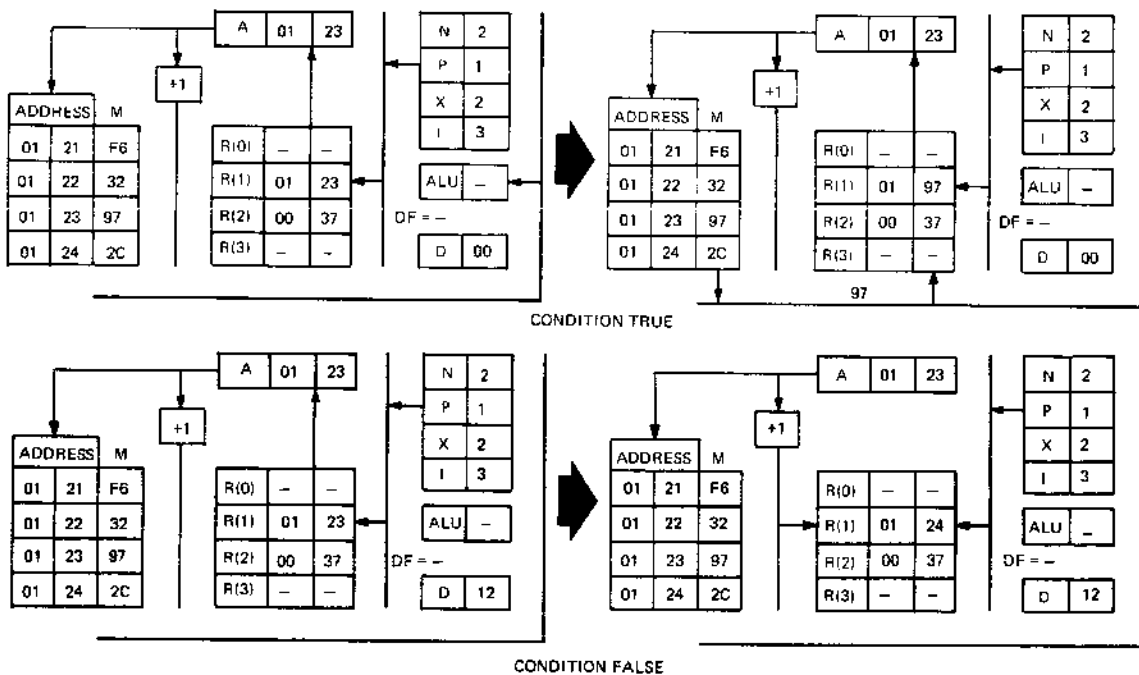 A 01 23
+1
ADDRESS M
01 21 F6
01 22 32
01 23 97
01 24 2C
R(0) – –
R(1) 01 23
R(2) 00 37
R(3) – –
N 2
P 1
X 2
I 3
ALU –
DF = –
D 00
A 01 23
+1
ADDRESS M
01 21 F6
01 22 32
01 23 97
01 24 2C
R(0) – –
R(1) 01 97
R(2) 00 37
R(3) – –
N 2
P 1
X 2
I 3
ALU –
DF = –
D 00
97
CONDITION TRUE
A 01 23
+1
ADDRESS M
01 21 F6
01 22 32
01 23 97
01 24 2C
R(0) – –
R(1) 01 23
R(2) 00 37
R(3) – –
N 2
P 1
X 2
I 3
ALU –
DF = –
D 12
A 01 23
+1
ADDRESS M
01 21 F6
01 22 32
01 23 97
01 24 2C
R(0) – –
R(1) 01 24
R(2) 00 37
R(3) – –
N 2
P 1
X 2
I 3
ALU –
DF = –
D 12
CONDITION FALSE